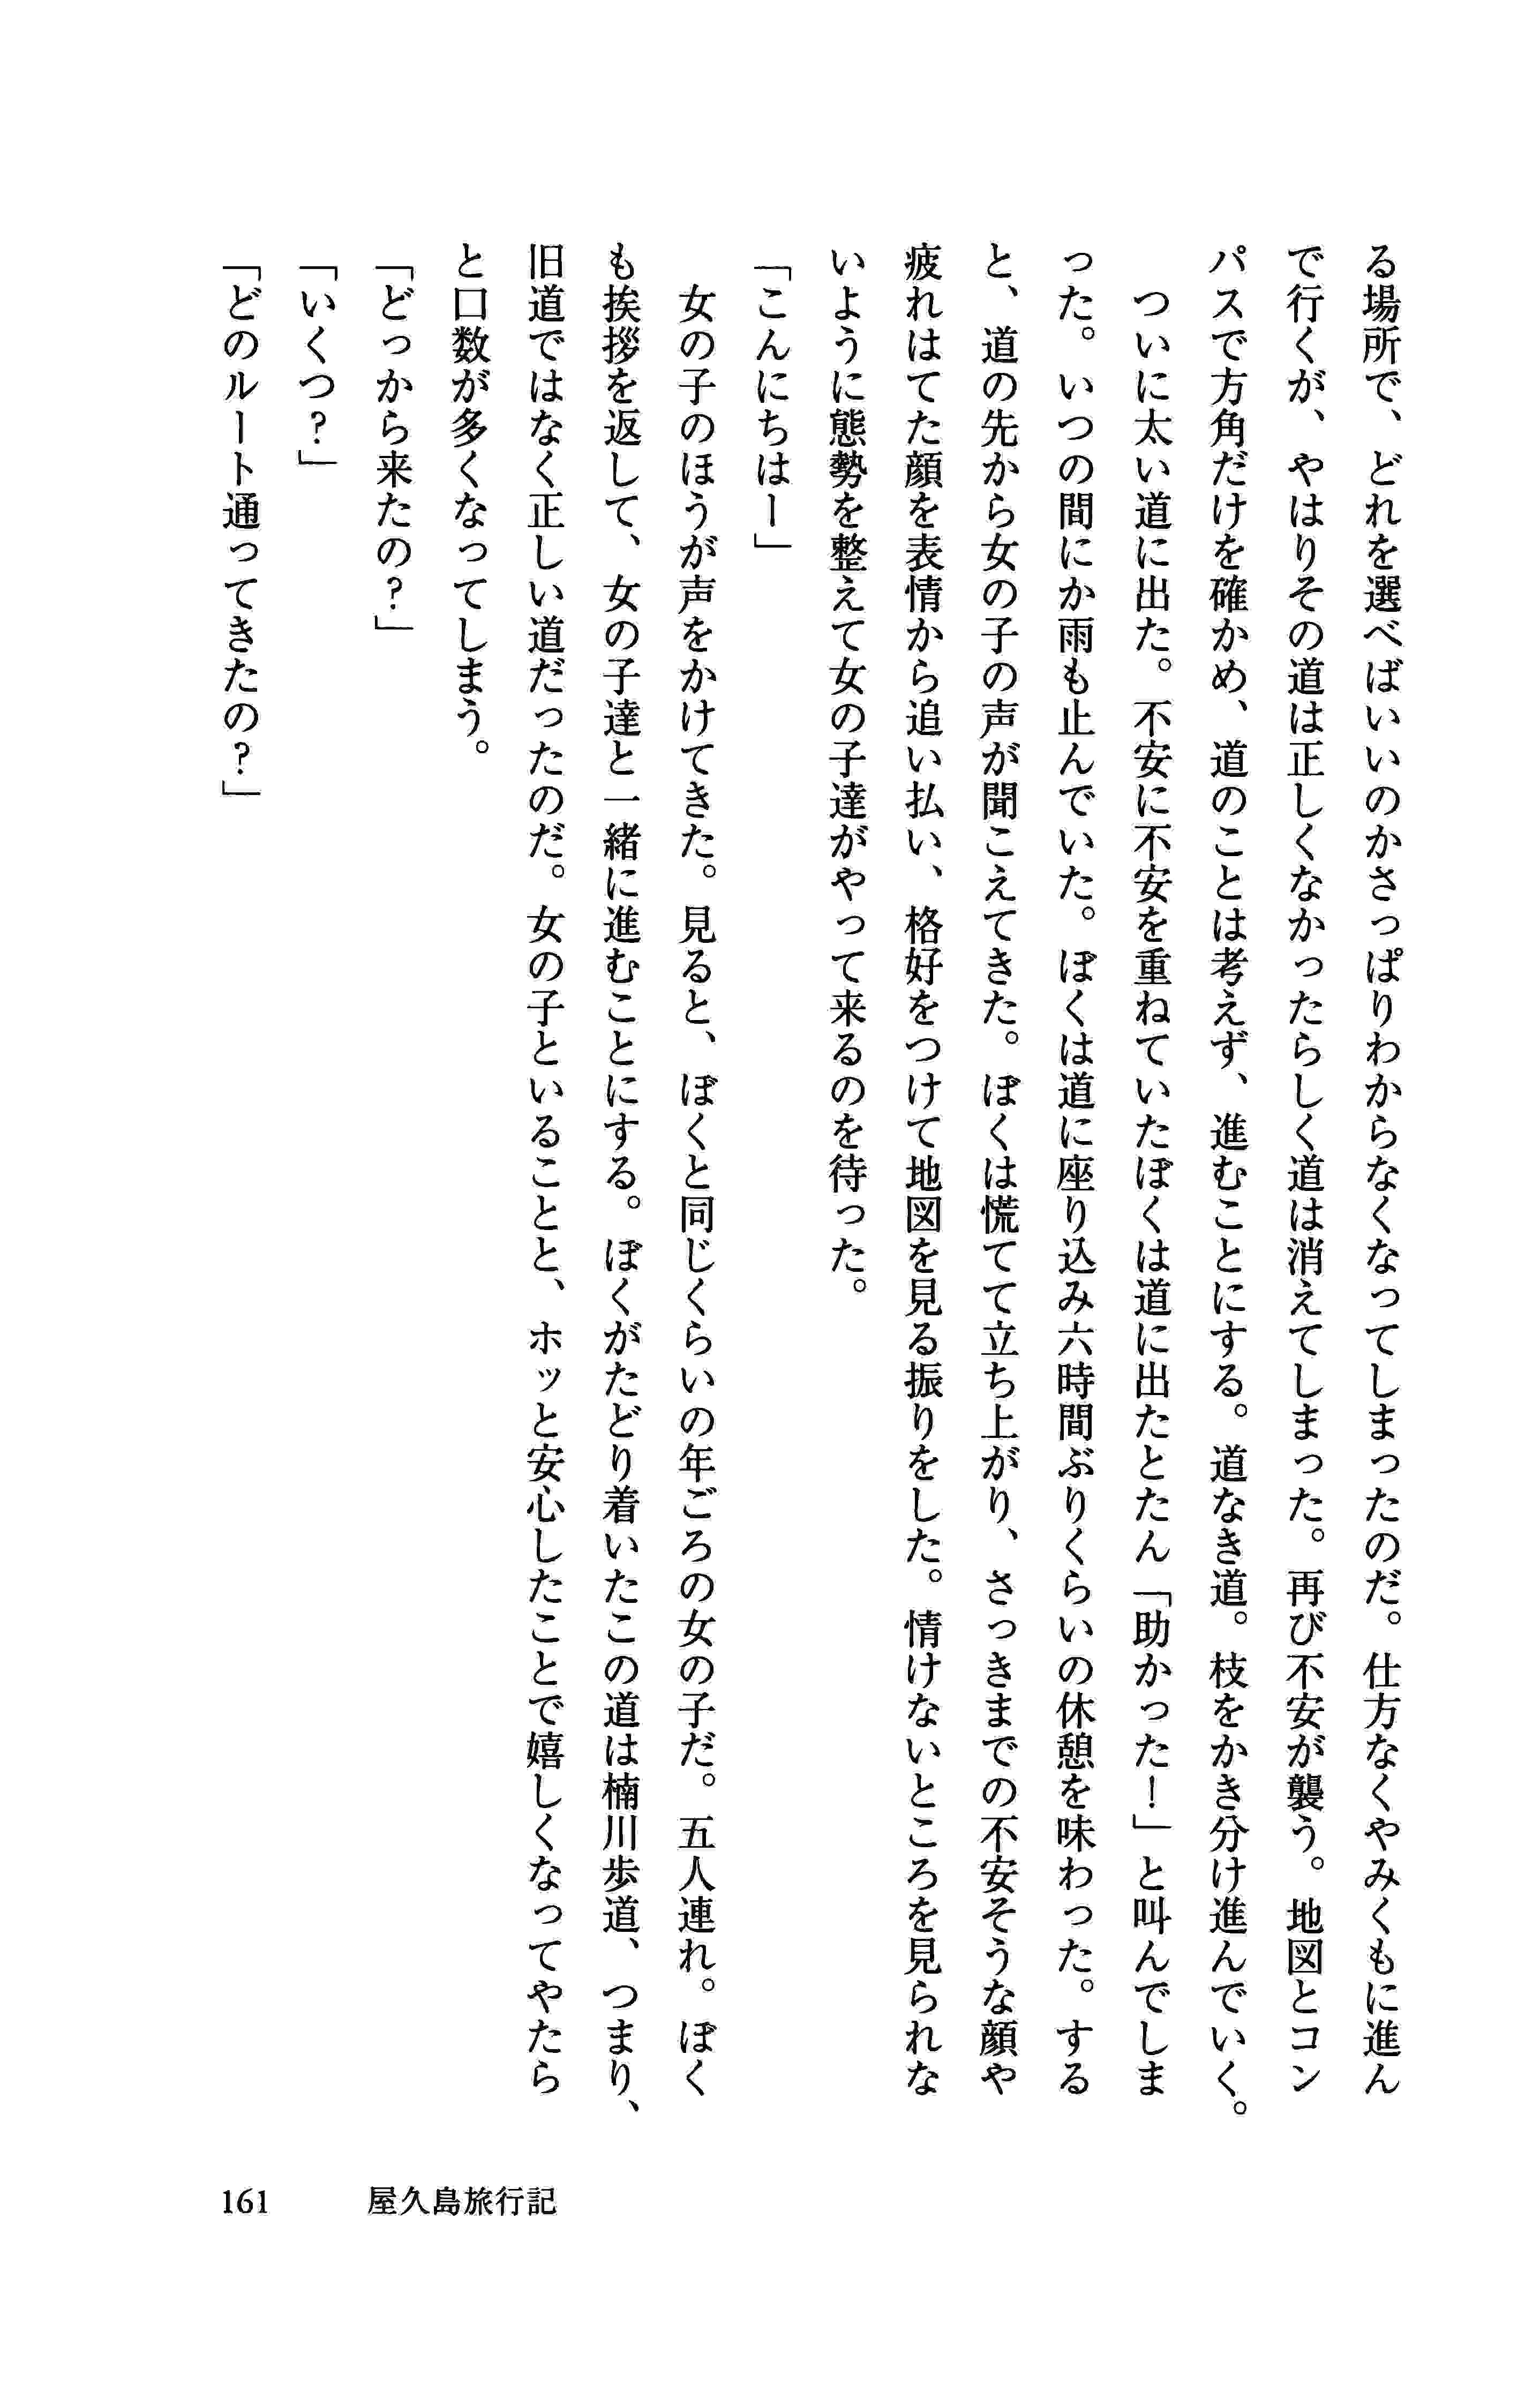 る場所で、どれを選べばいいのかさっぱりわからなくなってしまったのだ。仕方なくやみくもに進ん
で行くが、やはりその道は正しくなかったらしく道は消えてしまった。再び不安が襲う。地図とコン
パスで方角だけを確かめ、道のことは考えず、進むことにする。道なき道。枝をかき分け進んでいく。
　ついに太い道に出た。不安に不安を重ねていたぼくは道に出たとたん「助かった！」と叫んでしま
った。いつの間にか雨も止んでいた。ぼくは道に座り込み六時間ぶりくらいの休憩を味わった。する
と、道の先から女の子の声が聞こえてきた。ぼくは慌てて立ち上がり、さっきまでの不安そうな顔や
疲れはてた顔を表情から追い払い、格好をつけて地図を見る振りをした。情けないところを見られな
いように態勢を整えて女の子達がやって来るのを待った。
「こんにちはー」
　女の子のほうが声をかけてきた。見ると、ぼくと同じくらいの年ごろの女の子だ。五人連れ。ぼく
も挨拶を返して、女の子達と一緒に進むことにする。ぼくがたどり着いたこの道は楠川歩道、つまり、
旧道ではなく正しい道だったのだ。女の子といることと、ホッと安心したことで嬉しくなってやたら
と口数が多くなってしまう。
「どっから来たの？」
「いくつ？」
「どのルート通ってきたの？」
161　屋久島旅行記